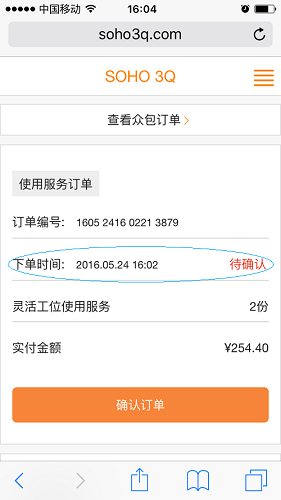 中国移动 16:04
soho3q.com
SOHO 3Q
查看众包订单
使用服务订单
订单编号: 1605 2416 0221 3879
下单时间: 2016.05.24 16:02 待确认
灵活工位使用服务 2份
实付金额 ¥254.40
确认订单